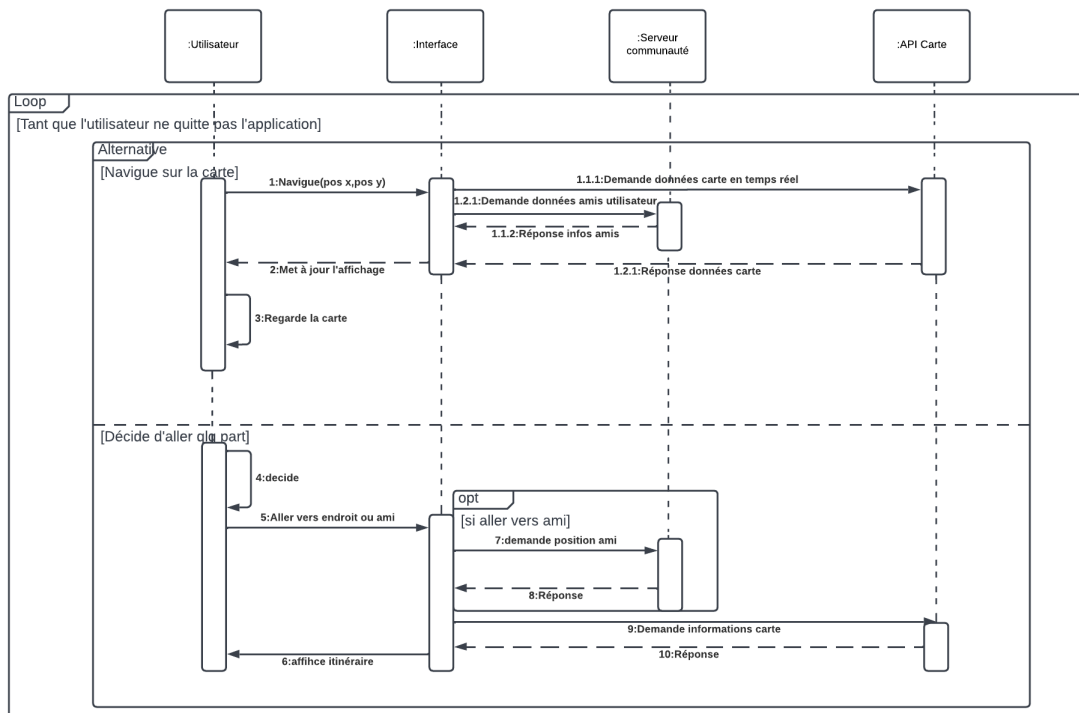 :Utilisateur
:Interface
:Serveur
communauté
:API Carte
Loop
[Tant que l'utilisateur ne quitte pas l'application]
Alternative
[Navigue sur la carte]
1:Navigue(pos x,pos y)
1.1.1:Demande données carte en temps réel
1.2.1:Demande données amis utilisateur
1.1.2:Réponse infos amis
2:Met à jour l'affichage
1.2.1:Réponse données carte
3:Regarde la carte
[Décide d'aller qlq part]
4:decide
opt
5:Aller vers endroit ou ami
[si aller vers ami]
7:demande position ami
8:Réponse
9:Demande informations carte
6:affihce itinéraire
10:Réponse